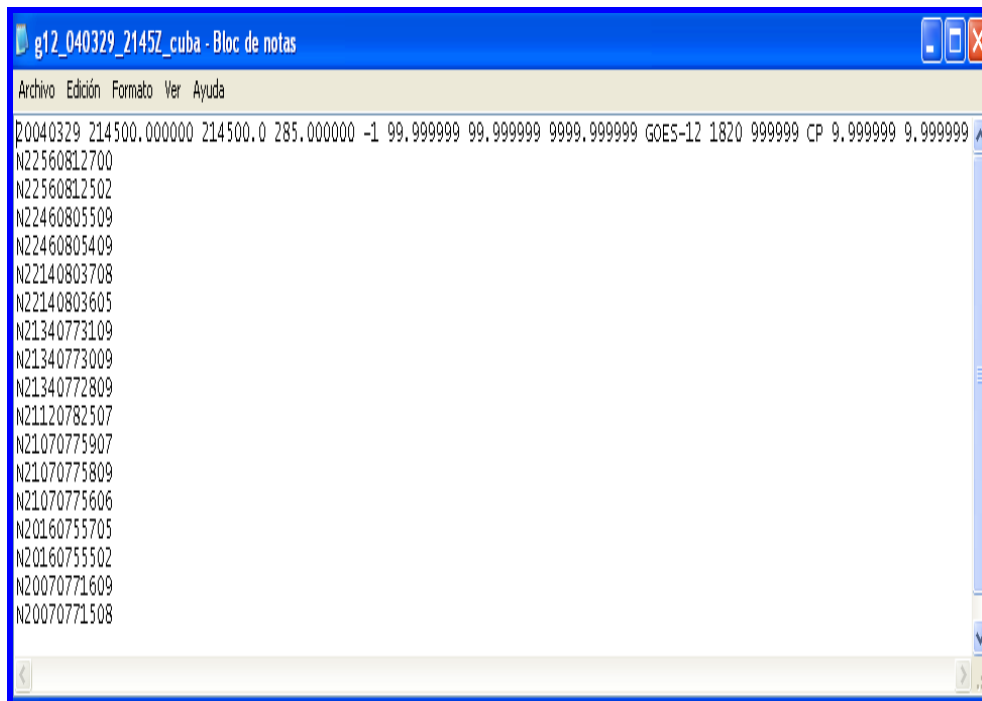 g12_040329_2145Z_cuba - Bloc de notas
Archivo Edición Formato Ver Ayuda
20040329 214500.000000 214500.0 285.000000 -1 99.999999 99.999999 9999.999999 GOES-12 1820 999999 CP 9.999999 9.999999
N22560812700
N22560812502
N22460805509
N22460805409
N22140803708
N22140803605
N21340773109
N21340773009
N21340772809
N21120782507
N21070775907
N21070775809
N21070775606
N20160755705
N20160755502
N20070771609
N20070771508